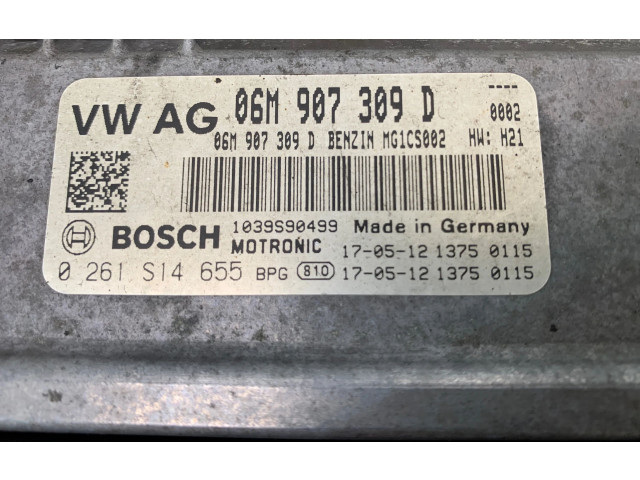 VW AG 06M 907 309 D ----
0002
06M 907 309 D BENZIN MG1CS002 HW: H21
BOSCH 1039S90499 Made in Germany
MOTRONIC 17-05-12 1375 0115
0 261 S14 655 BPG 810 17-05-12 1375 0115